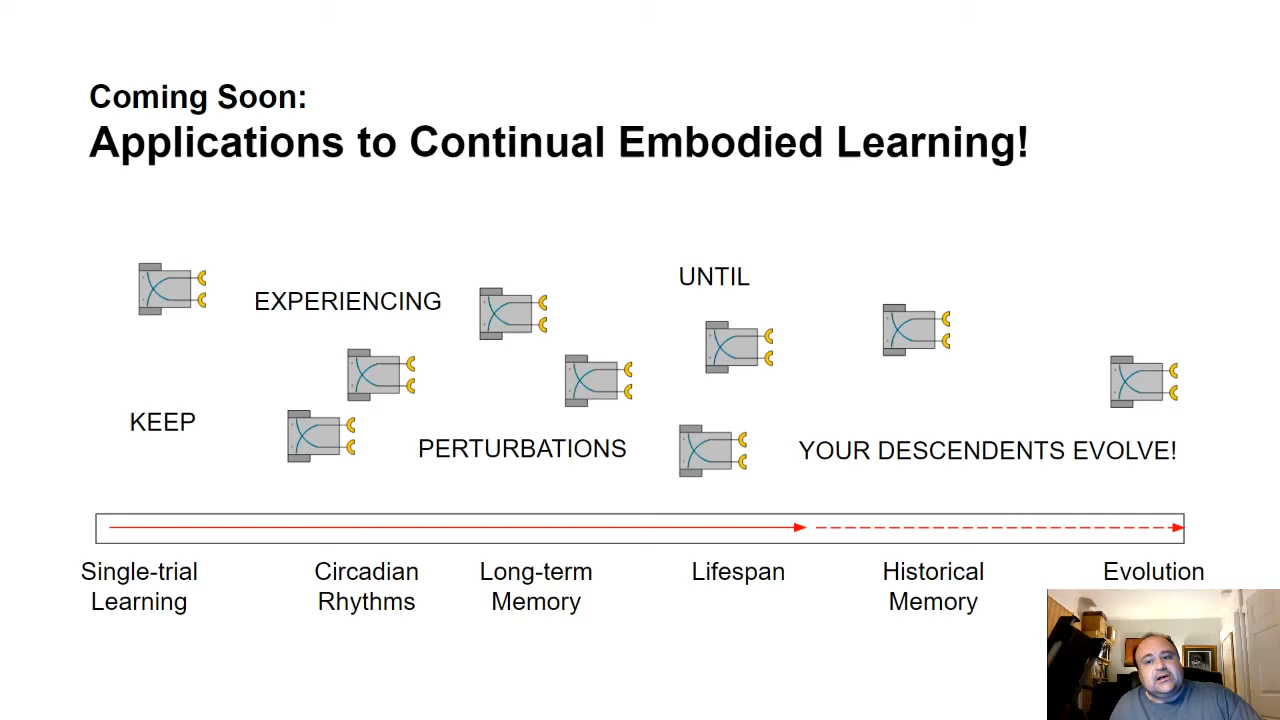 Coming Soon:
Applications to Continual Embodied Learning!
KEEP
EXPERIENCING
PERTURBATIONS
UNTIL
YOUR DESCENDENTS EVOLVE!
Single-trial
Learning
Circadian
Rhythms
Long-term
Memory
Lifespan
Historical
Memory
Evolution